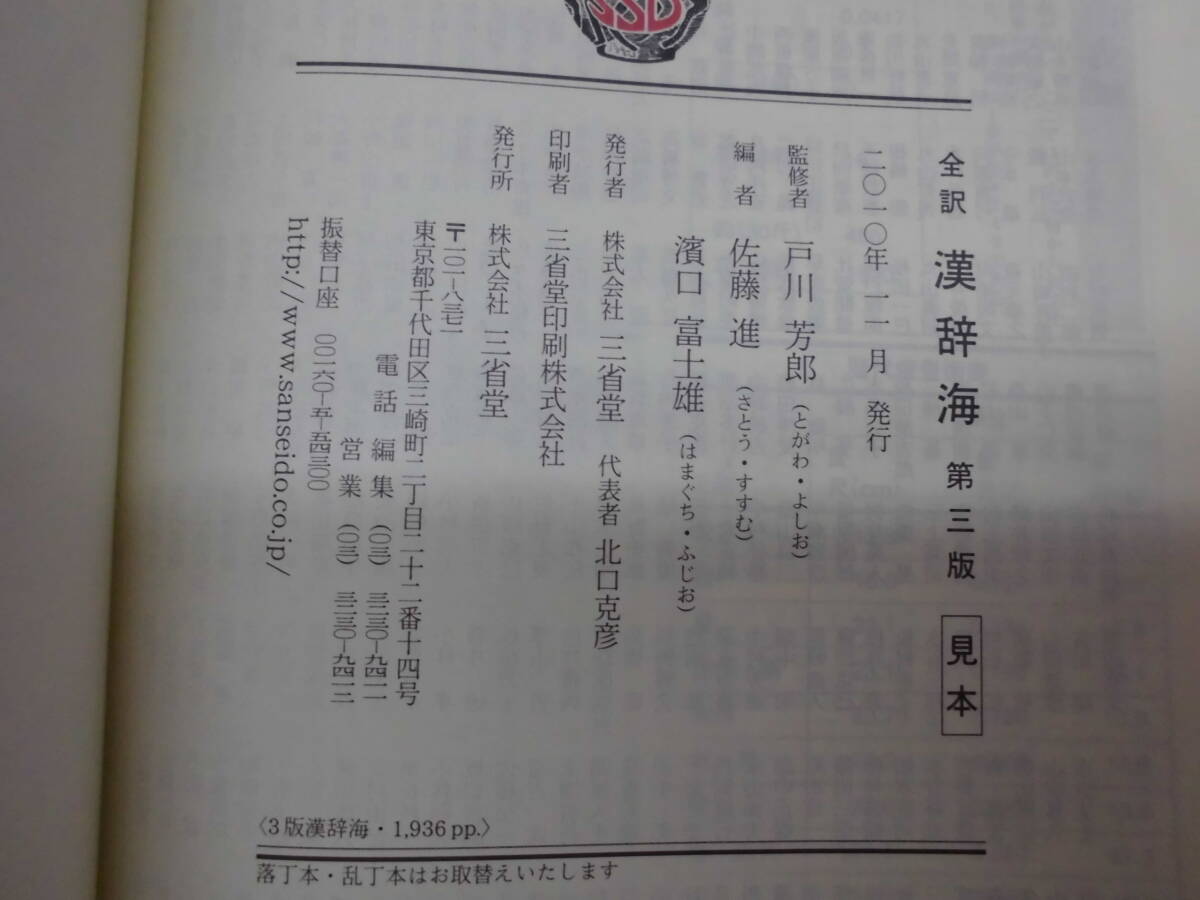 SSD
全訳 漢辞海 第三版 見本
二〇一〇年 一一月 発行
監修者 戸川 芳郎 (とがわ・よしお)
編者 佐藤 進 (さとう・すすむ)
濱口 富士雄 (はまぐち・ふじお)
発行者 株式会社 三省堂 代表者 北口克彦
印刷者 三省堂印刷株式会社
発行所 株式会社 三省堂
〒一〇一-八三七一
東京都千代田区三崎町二丁目二十二番十四号
電話 編集 (〇三) 三二三〇-九四一一
営業 (〇三) 三二三〇-九四一二
振替口座 〇〇一六〇-五-五四三〇〇
http://www.sanseido.co.jp/
〈3版漢辞海・1,936 pp.〉
落丁本・乱丁本はお取替えいたします